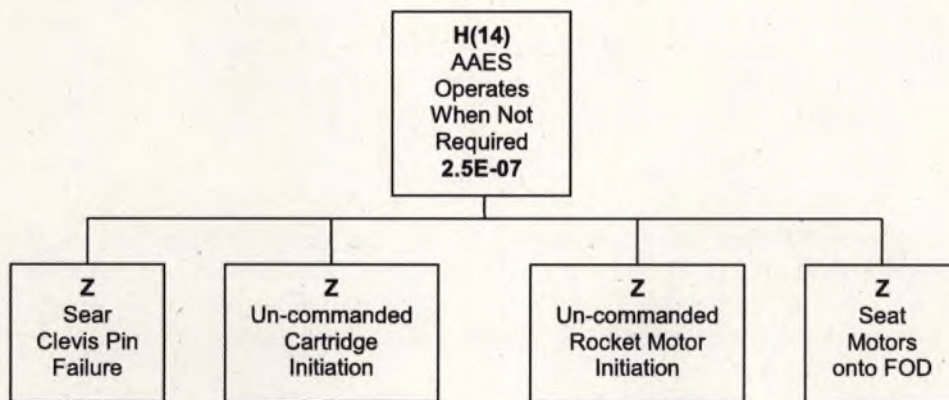 H(14)
AAES
Operates
When Not
Required
2.5E-07
Z
Sear
Clevis Pin
Failure
Z
Un-commanded
Cartridge
Initiation
Z
Un-commanded
Rocket Motor
Initiation
Z
Seat
Motors
onto FOD